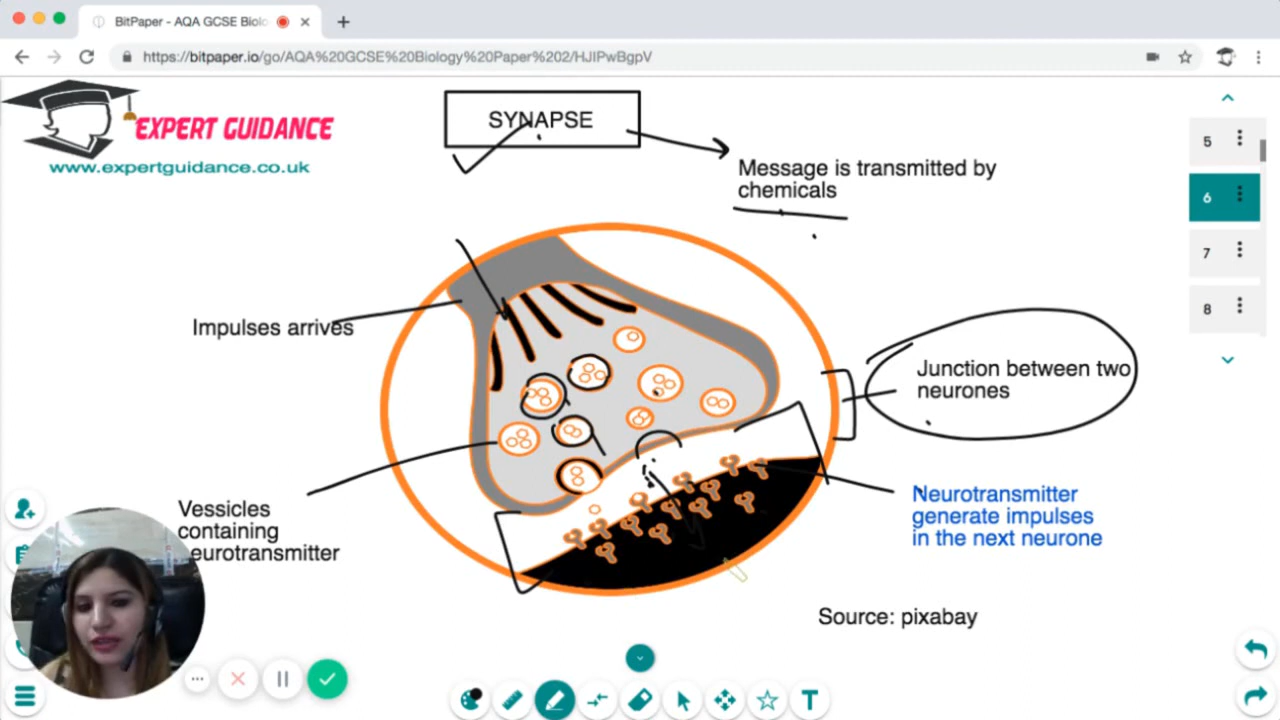 BitPaper - AQA GCSE Biolo
https://bitpaper.io/go/AQA%20GCSE%20Biology%20Paper%202/HJIPwBgpV
EXPERT GUIDANCE
www.expertguidance.co.uk
SYNAPSE
Message is transmitted by
chemicals
5
6
7
8
Impulses arrives
Junction between two
neurones
Vessicles
containing
eurotransmitter
Neurotransmitter
generate impulses
in the next neurone
Source: pixabay
T